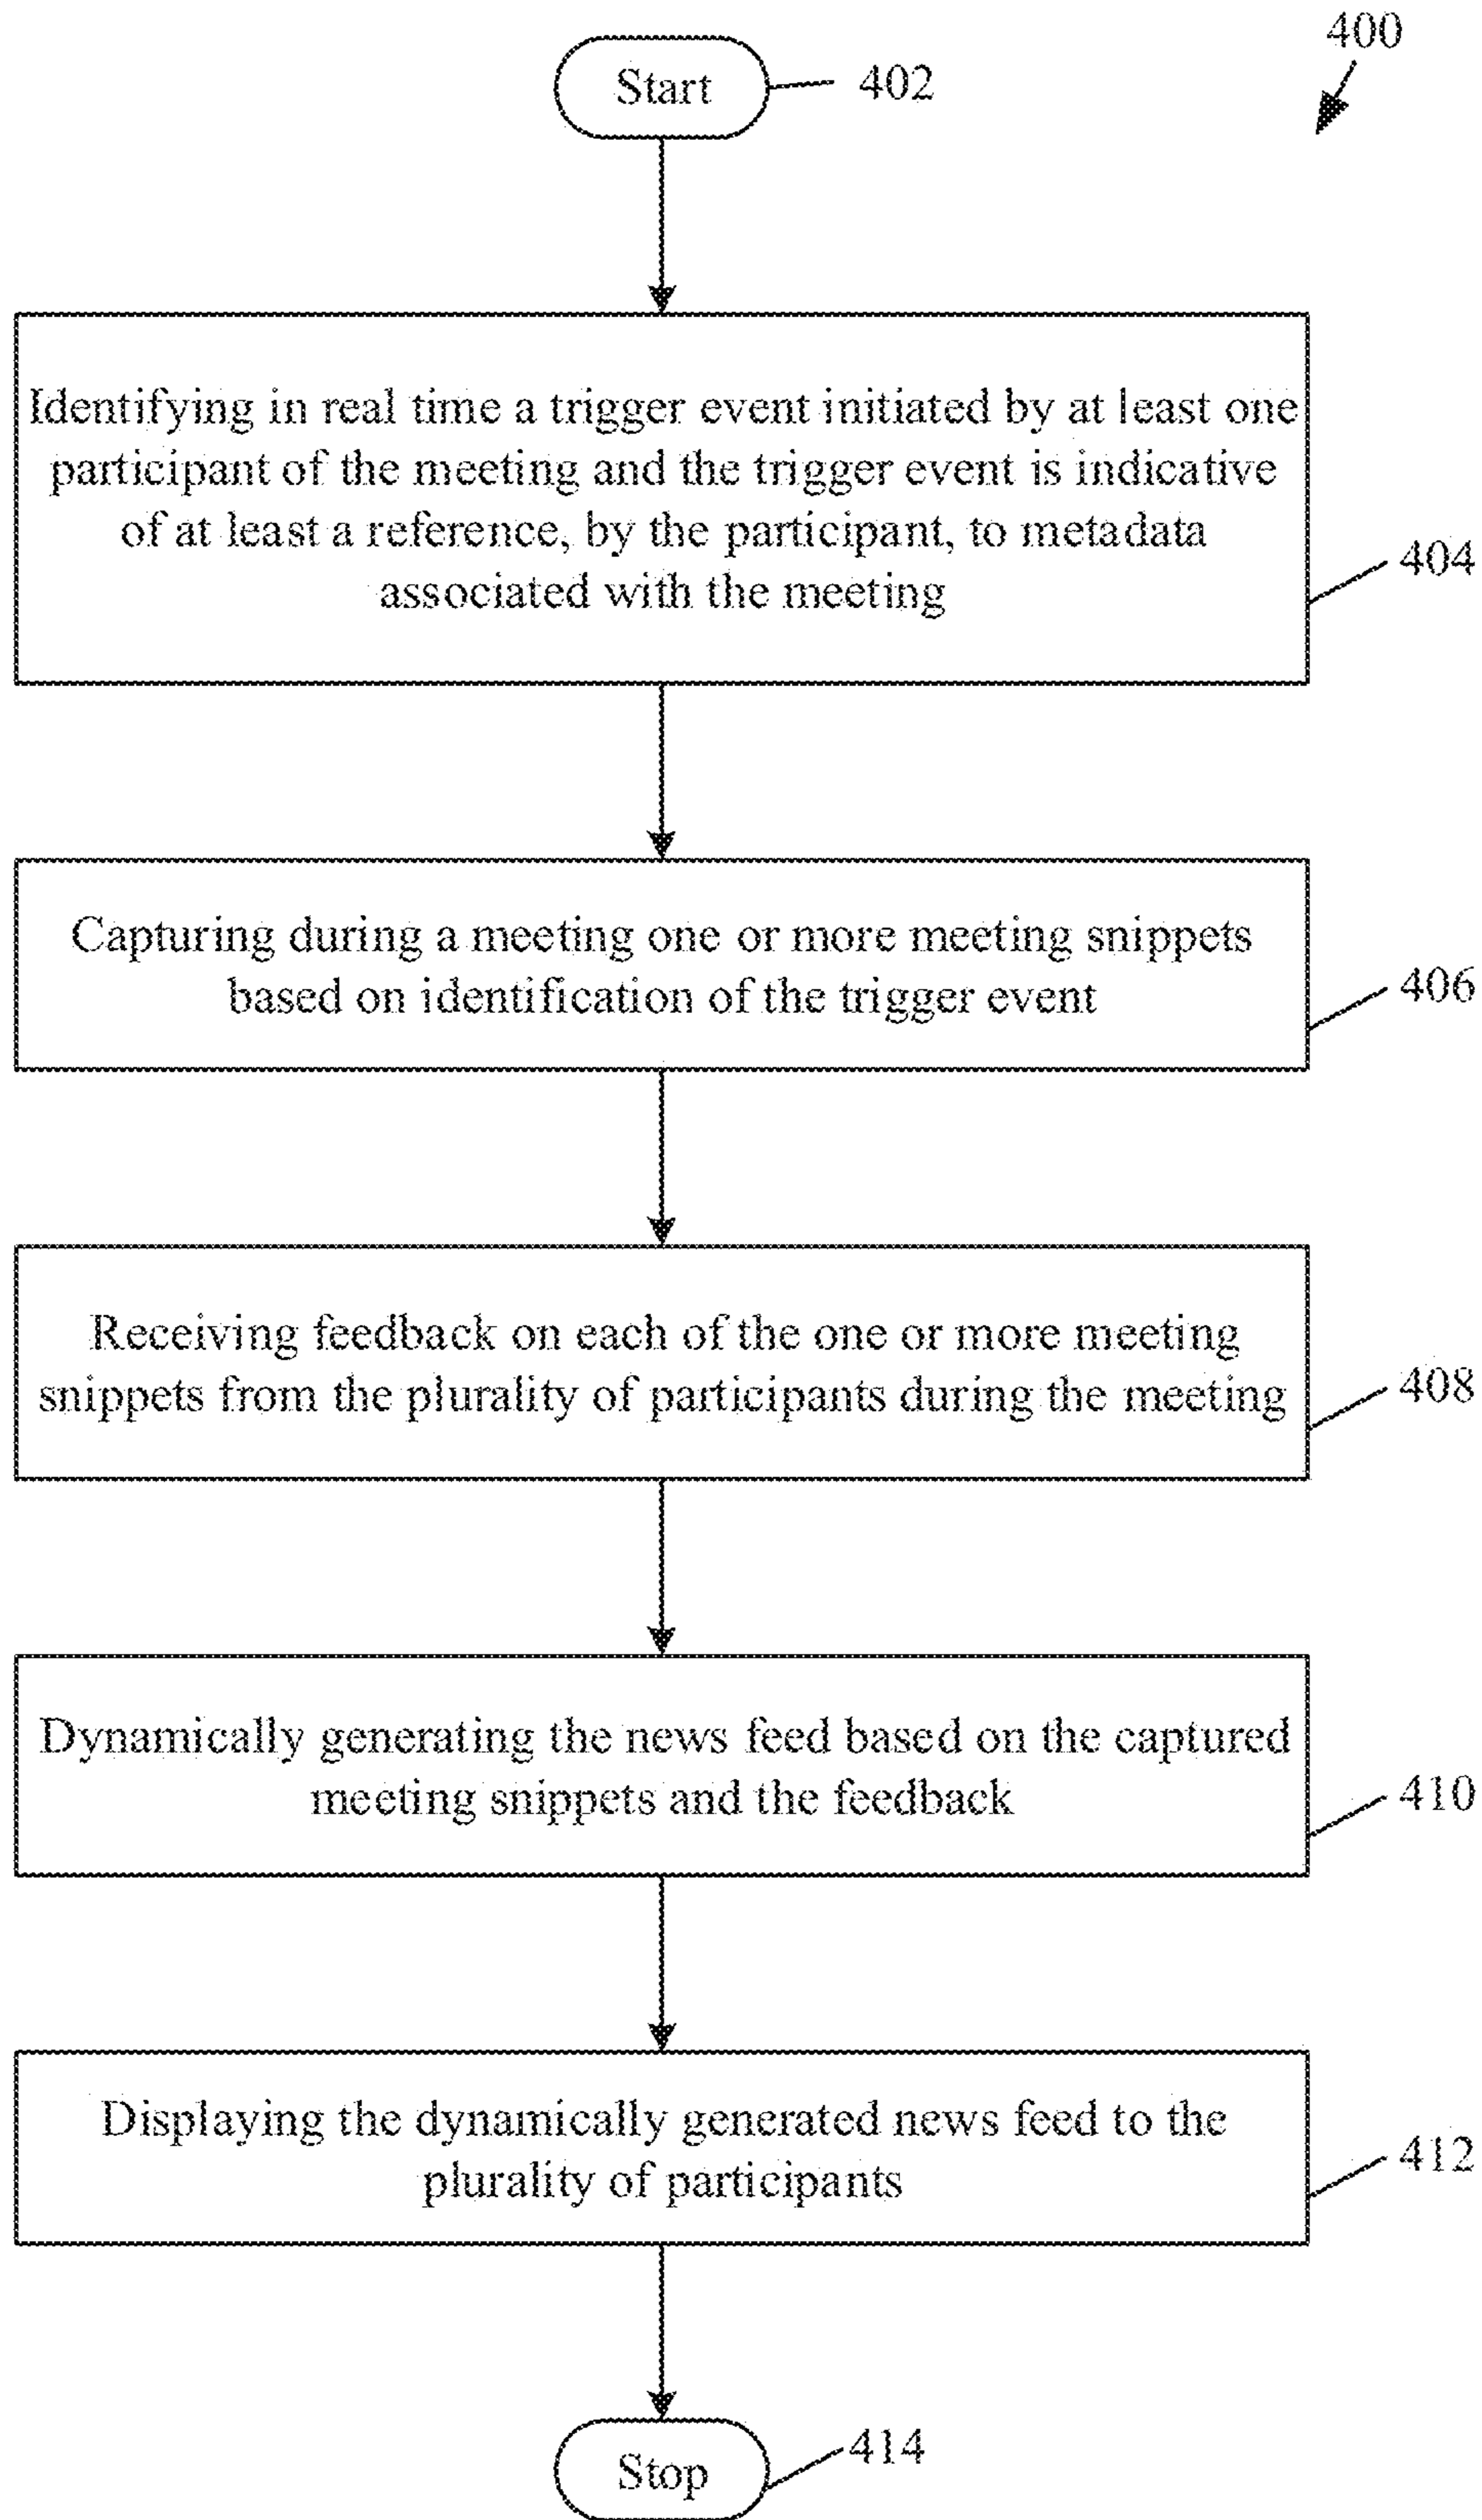 400
Start
402
Identifying in real time a trigger event initiated by at least one
participant of the meeting and the trigger event is indicative
of at least a reference, by the participant, to metadata
associated with the meeting
404
Capturing during a meeting one or more meeting snippets
based on identification of the trigger event
406
Receiving feedback on each of the one or more meeting
snippets from the plurality of participants during the meeting
408
Dynamically generating the news feed based on the captured
meeting snippets and the feedback
410
Displaying the dynamically generated news feed to the
plurality of participants
412
Stop
414